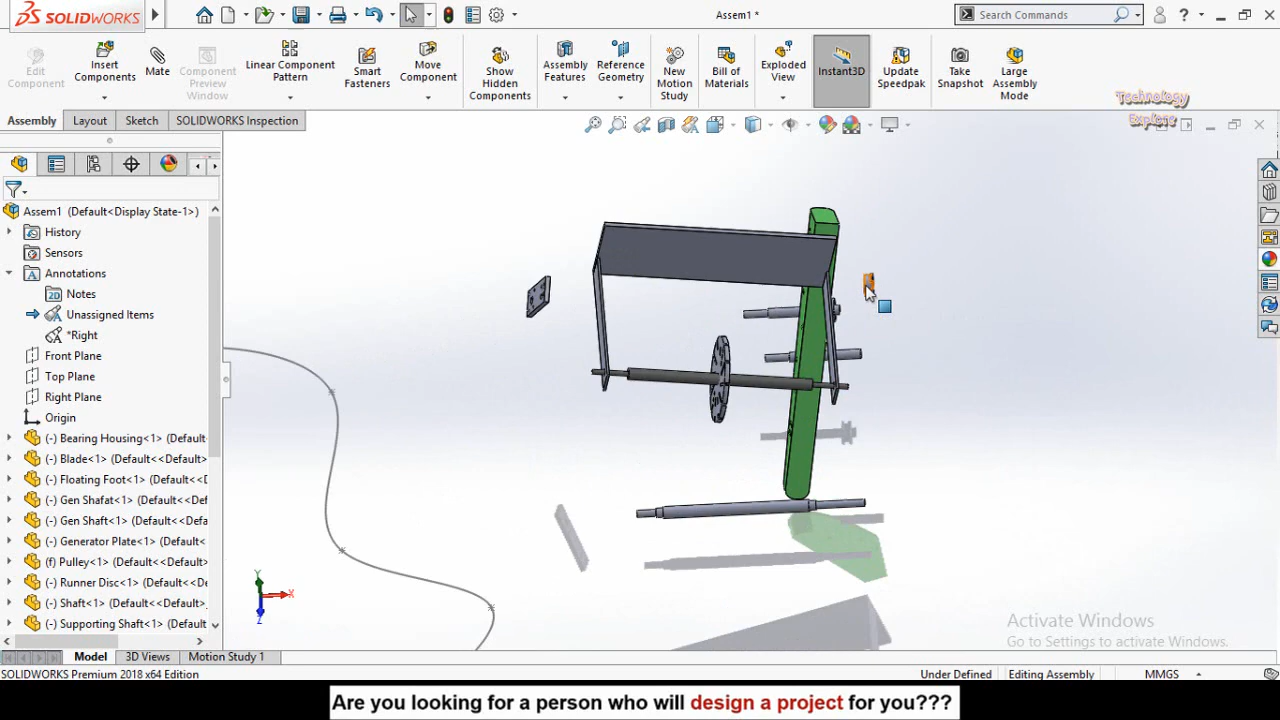 SOLIDWORKS
Assem1 *
Search Commands
Edit Component
Insert Components
Mate
Component Preview Window
Linear Component Pattern
Smart Fasteners
Move Component
Show Hidden Components
Assembly Features
Reference Geometry
New Motion Study
Bill of Materials
Exploded View
Instant3D
Update Speedpak
Take Snapshot
Large Assembly Mode
Technology
Explore
Assembly
Layout
Sketch
SOLIDWORKS Inspection
Assem1 (Default<Display State-1>)
History
Sensors
Annotations
Notes
Unassigned Items
*Right
Front Plane
Top Plane
Right Plane
Origin
(-) Bearing Housing<1> (Default
(-) Blade<1> (Default<<Default>
(-) Floating Foot<1> (Default<<D
(-) Gen Shafat<1> (Default<<Def
(-) Gen Shaft<1> (Default<<Defa
(-) Generator Plate<1> (Default<
(f) Pulley<1> (Default<<Default>
(-) Runner Disc<1> (Default<<De
(-) Shaft<1> (Default<<Default>
(-) Supporting Shaft<1> (Default
Y
X
Z
Activate Windows
Go to Settings to activate Windows.
Model
3D Views
Motion Study 1
SOLIDWORKS Premium 2018 x64 Edition
Under Defined
Editing Assembly
MMGS
Are you looking for a person who will design a project for you???